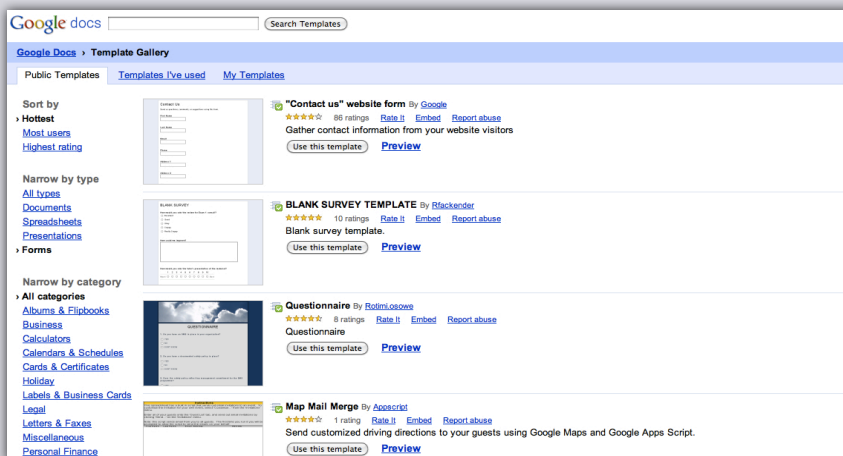 Google docs
Search Templates
Google Docs › Template Gallery
Public Templates
Templates I've used
My Templates
Sort by
› Hottest
Most users
Highest rating
Narrow by type
All types
Documents
Spreadsheets
Presentations
› Forms
Narrow by category
› All categories
Albums & Flipbooks
Business
Calculators
Calendars & Schedules
Cards & Certificates
Holiday
Labels & Business Cards
Legal
Letters & Faxes
Miscellaneous
Personal Finance
Contact Us
"Contact us" website form By Google
86 ratings Rate It Embed Report abuse
Gather contact information from your website visitors
Use this template Preview
BLANK SURVEY
BLANK SURVEY TEMPLATE By Rfackender
10 ratings Rate It Embed Report abuse
Blank survey template.
Use this template Preview
QUESTIONNAIRE
Questionnaire By Rotimi.osowe
8 ratings Rate It Embed Report abuse
Questionnaire
Use this template Preview
Map Mail Merge By Appscript
1 rating Rate It Embed Report abuse
Send customized driving directions to your guests using Google Maps and Google Apps Script.
Use this template Preview